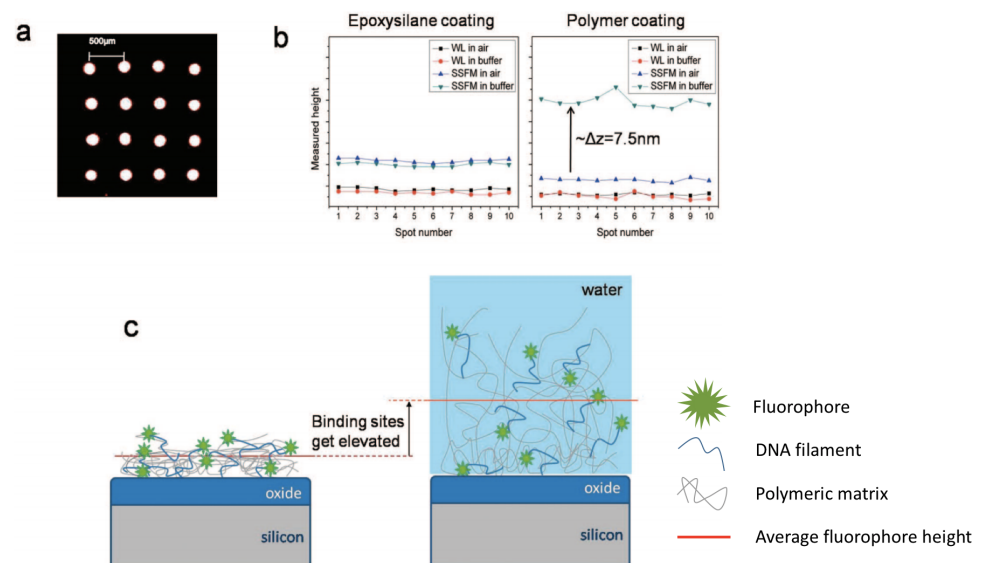 a
500μm
b
Epoxysilane coating
Polymer coating
Measured height
WL in air
WL in buffer
SSFM in air
SSFM in buffer
1 2 3 4 5 6 7 8 9 10
Spot number
WL in air
WL in buffer
SSFM in air
SSFM in buffer
~Δz=7.5nm
1 2 3 4 5 6 7 8 9 10
Spot number
c
Binding sites
get elevated
oxide
silicon
water
oxide
silicon
Fluorophore
DNA filament
Polymeric matrix
Average fluorophore height